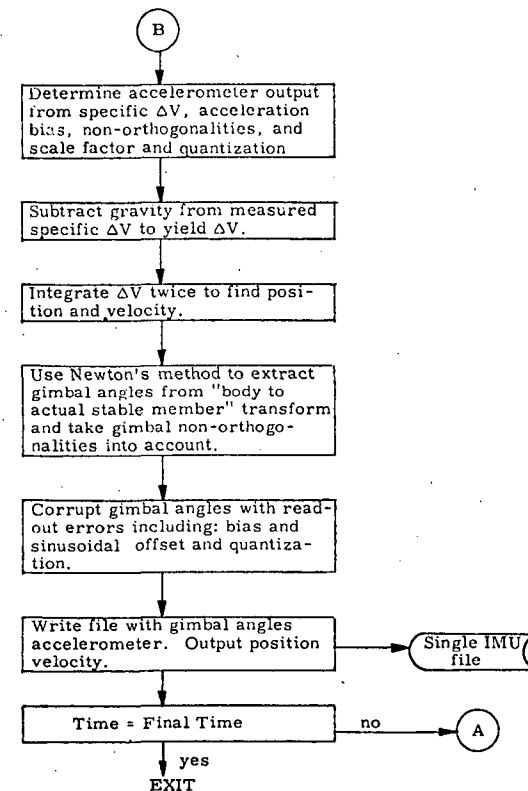 B
Determine accelerometer output
from specific ΔV, acceleration
bias, non-orthogonalities, and
scale factor and quantization
Subtract gravity from measured
specific ΔV to yield ΔV.
Integrate ΔV twice to find posi-
tion and velocity.
Use Newton's method to extract
gimbal angles from "body to
actual stable member" transform
and take gimbal non-orthogo-
nalities into account.
Corrupt gimbal angles with read-
out errors including: bias and
sinusoidal offset and quantiza-
tion.
Write file with gimbal angles
accelerometer. Output position
velocity.
Single IMU
file
Time = Final Time
no
A
yes
EXIT